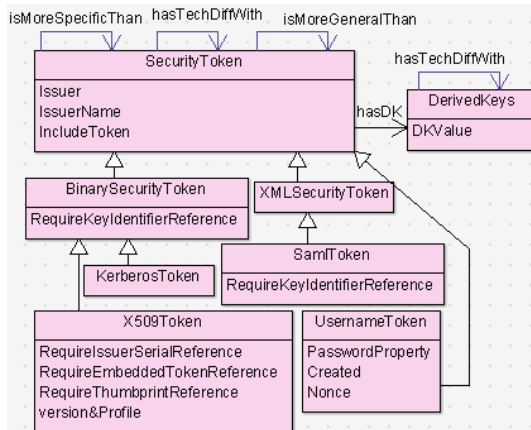 isMoreSpecificThan
hasTechDiffWith
isMoreGeneralThan
SecurityToken
Issuer
IssuerName
IncludeToken
hasTechDiffWith
DerivedKeys
DKValue
hasDK
BinarySecurityToken
RequireKeyIdentifierReference
XMLSecurityToken
KerberosToken
SamlToken
RequireKeyIdentifierReference
X509Token
RequireIssuerSerialReference
RequireEmbeddedTokenReference
RequireThumbprintReference
version&Profile
UsernameToken
PasswordProperty
Created
Nonce